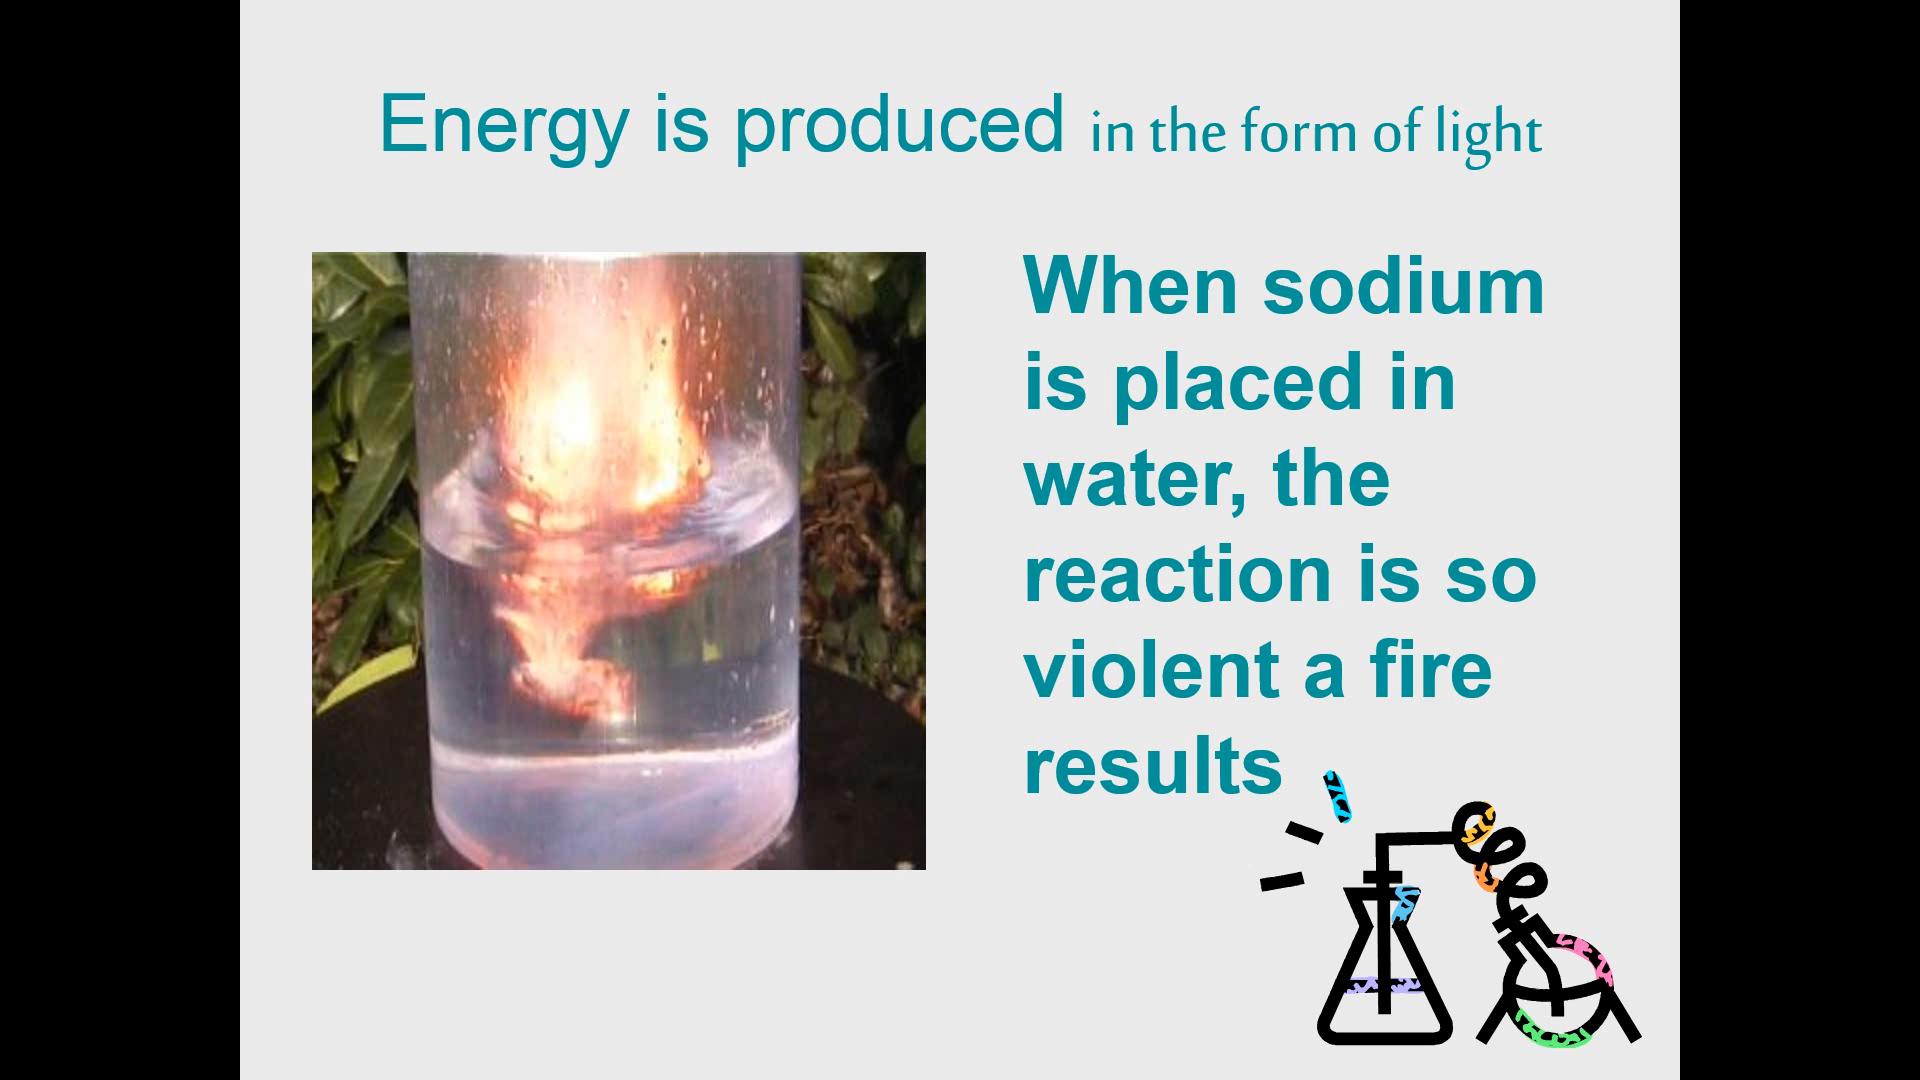 Energy is produced in the form of light
When sodium
is placed in
water, the
reaction is so
violent a fire
results